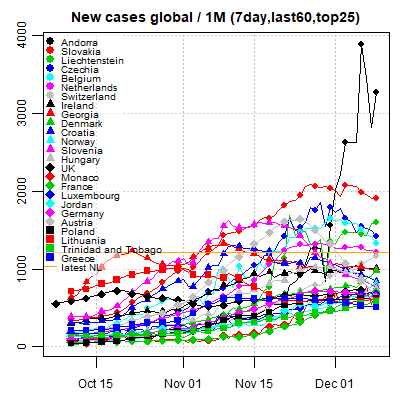 New cases global / 1M (7day,last60,top25)
4000
3000
2000
1000
0
Andorra
Slovakia
Liechtenstein
Czechia
Belgium
Netherlands
Switzerland
Ireland
Georgia
Denmark
Croatia
Norway
Slovenia
Hungary
UK
Monaco
France
Luxembourg
Jordan
Germany
Austria
Poland
Lithuania
Trinidad and Tobago
Greece
latest NL
Oct 15
Nov 01
Nov 15
Dec 01